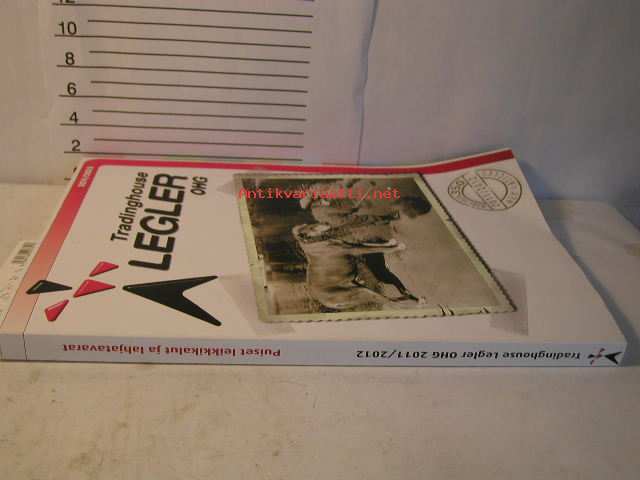 12
10
8
6
4
2
Antikvariaatti.net
Tradinghouse
LEGLER
OHG
Tradinghouse Legler OHG 2011/2012
Puiset leikkikalut ja lahjatavarat